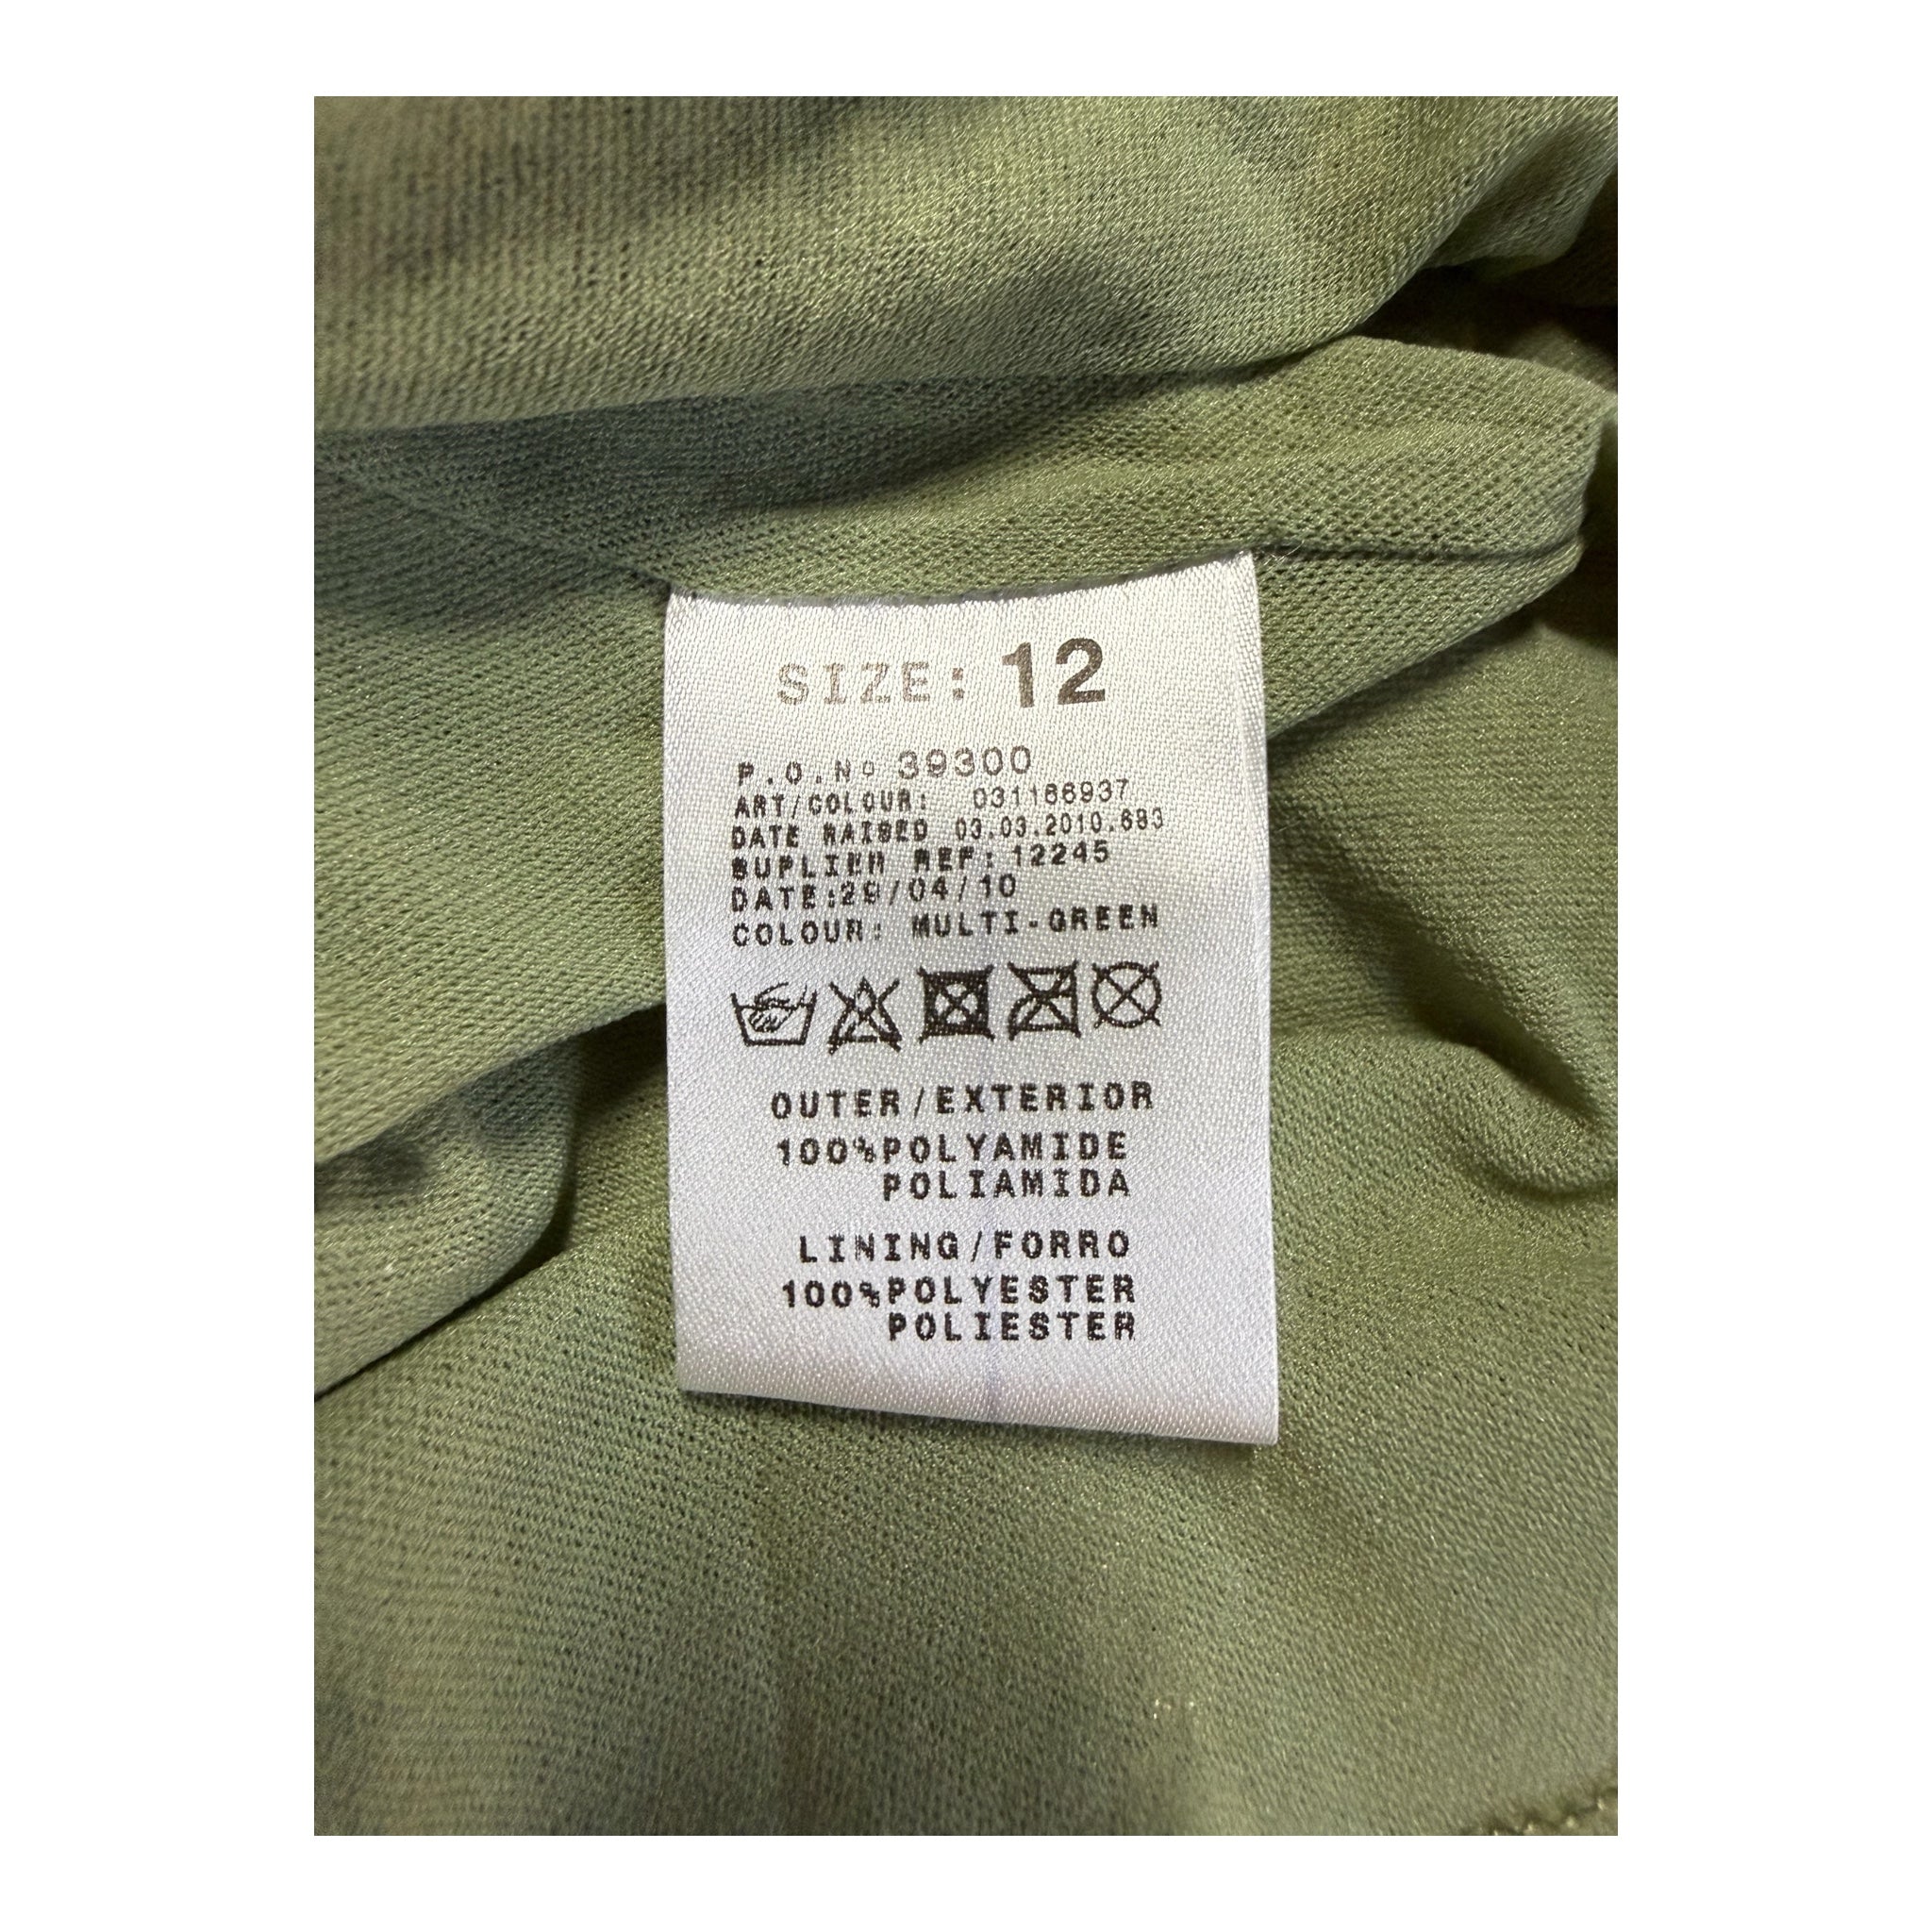 SIZE: 12
P.O.Nº 39300
ART/COLOUR: 031166937
DATE RAISED 03.03.2010.693
SUPLIER REF: 12245
DATE:29/04/10
COLOUR: MULTI-GREEN
OUTER/EXTERIOR
100%POLYAMIDE
POLIAMIDA
LINING/FORRO
100%POLYESTER
POLIESTER